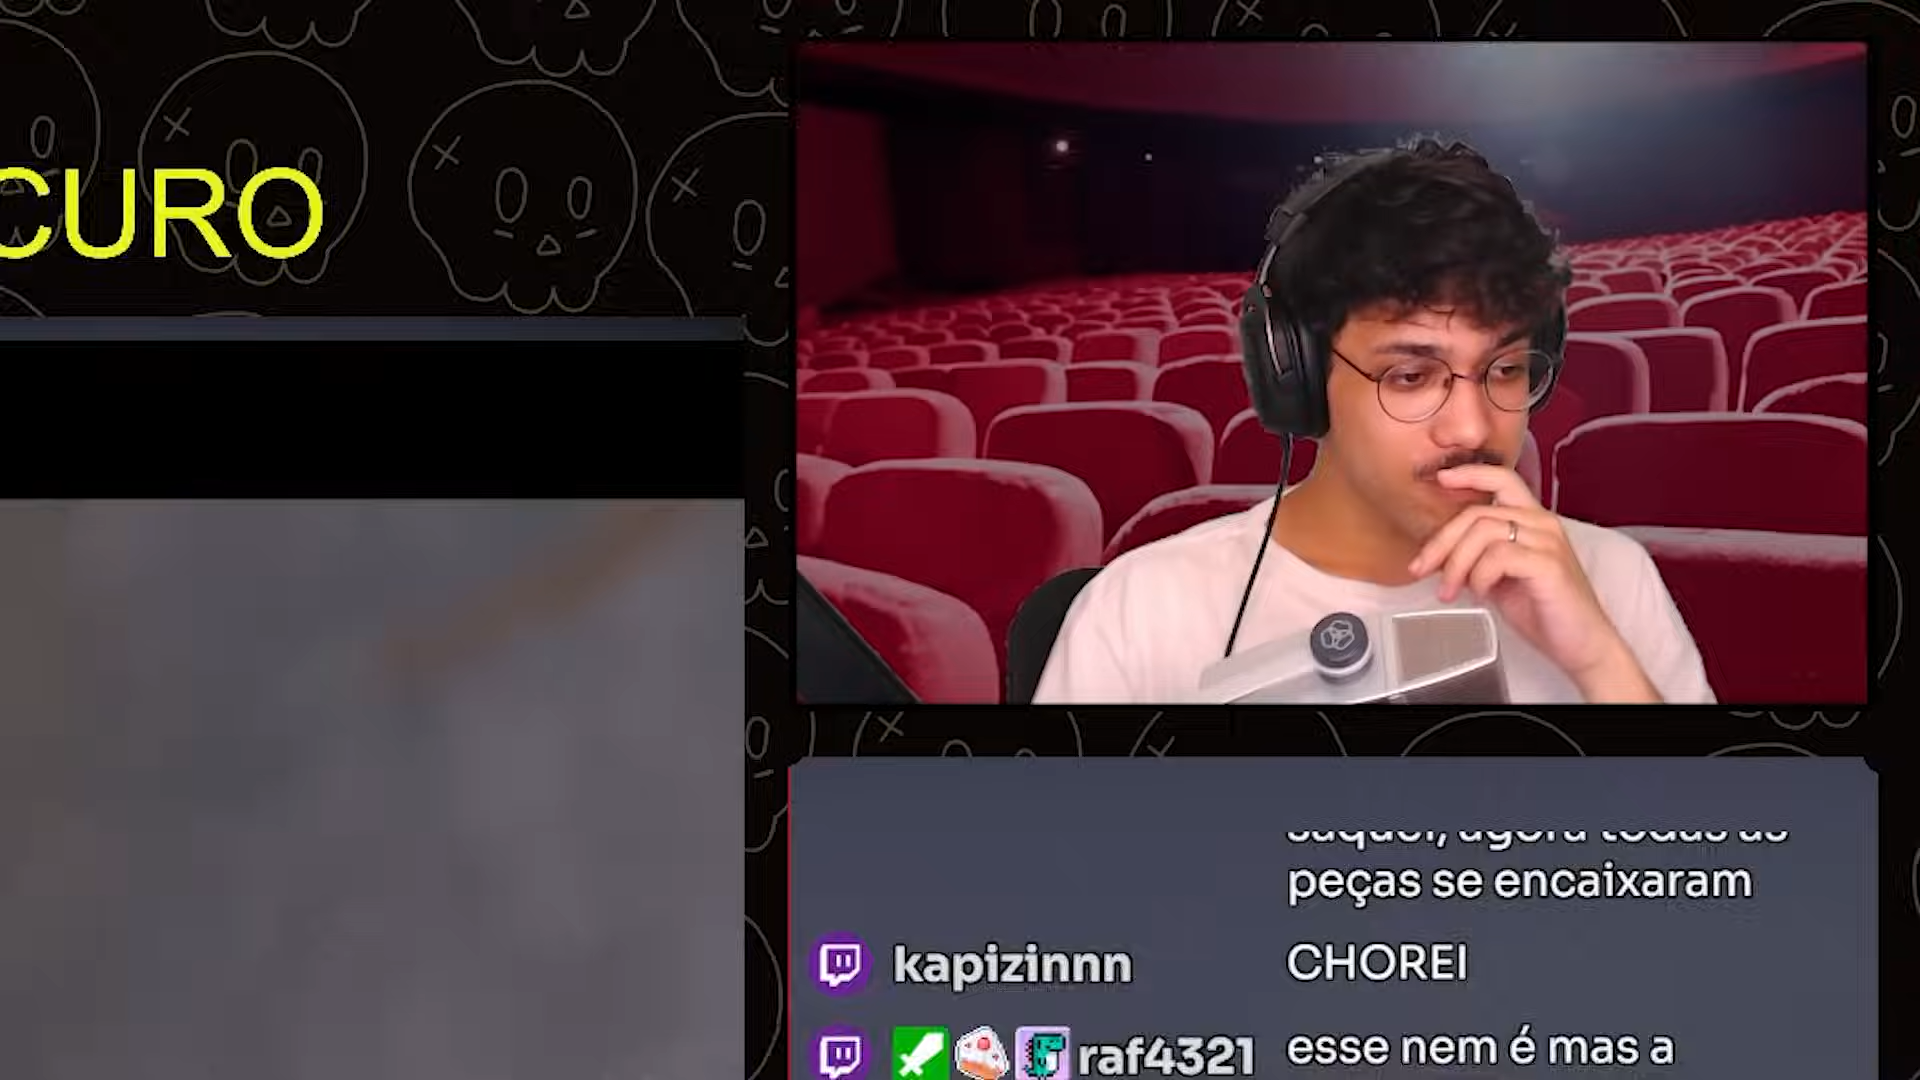 CURO
peças se encaixaram
kapizinnn CHOREI
raf4321 esse nem é mas a